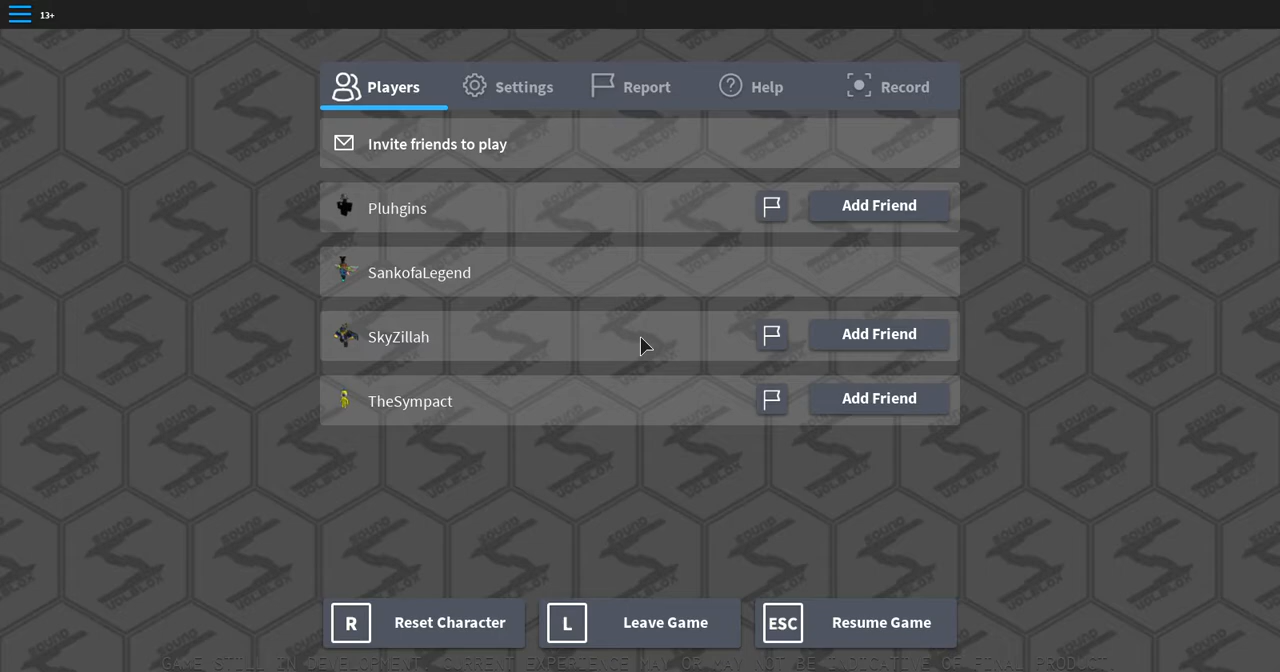 13+
Players Settings Report Help Record
Invite friends to play
Pluhgins Add Friend
SankofaLegend
SkyZillah Add Friend
TheSympact Add Friend
R Reset Character L Leave Game ESC Resume Game
GAME STILL IN DEVELOPMENT, CURRENT EXPERIENCE MAY OR MAY NOT BE INDICATIVE OF FINAL PRODUCT